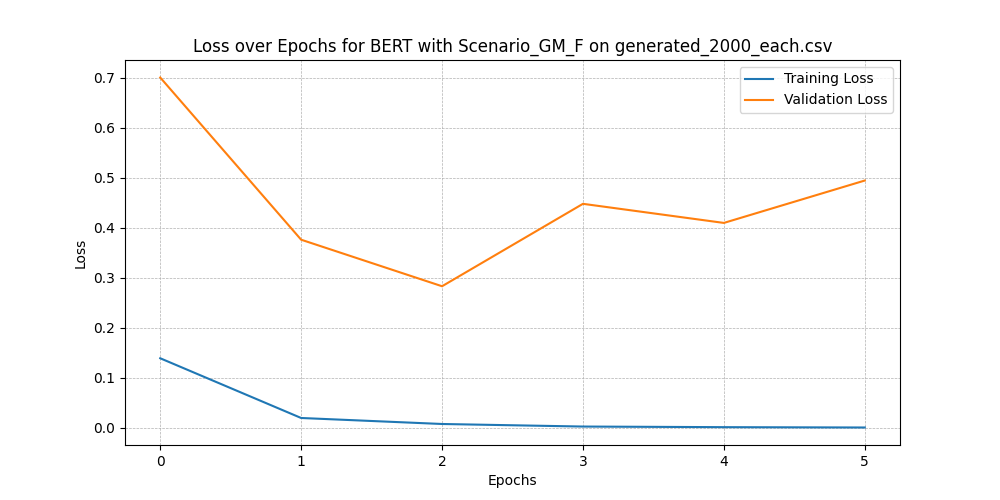 Loss over Epochs for BERT with Scenario_GM_F on generated_2000_each.csv
Training Loss
Validation Loss
0.7
0.6
0.5
0.4
0.3
0.2
0.1
0.0
Loss
0 1 2 3 4 5
Epochs